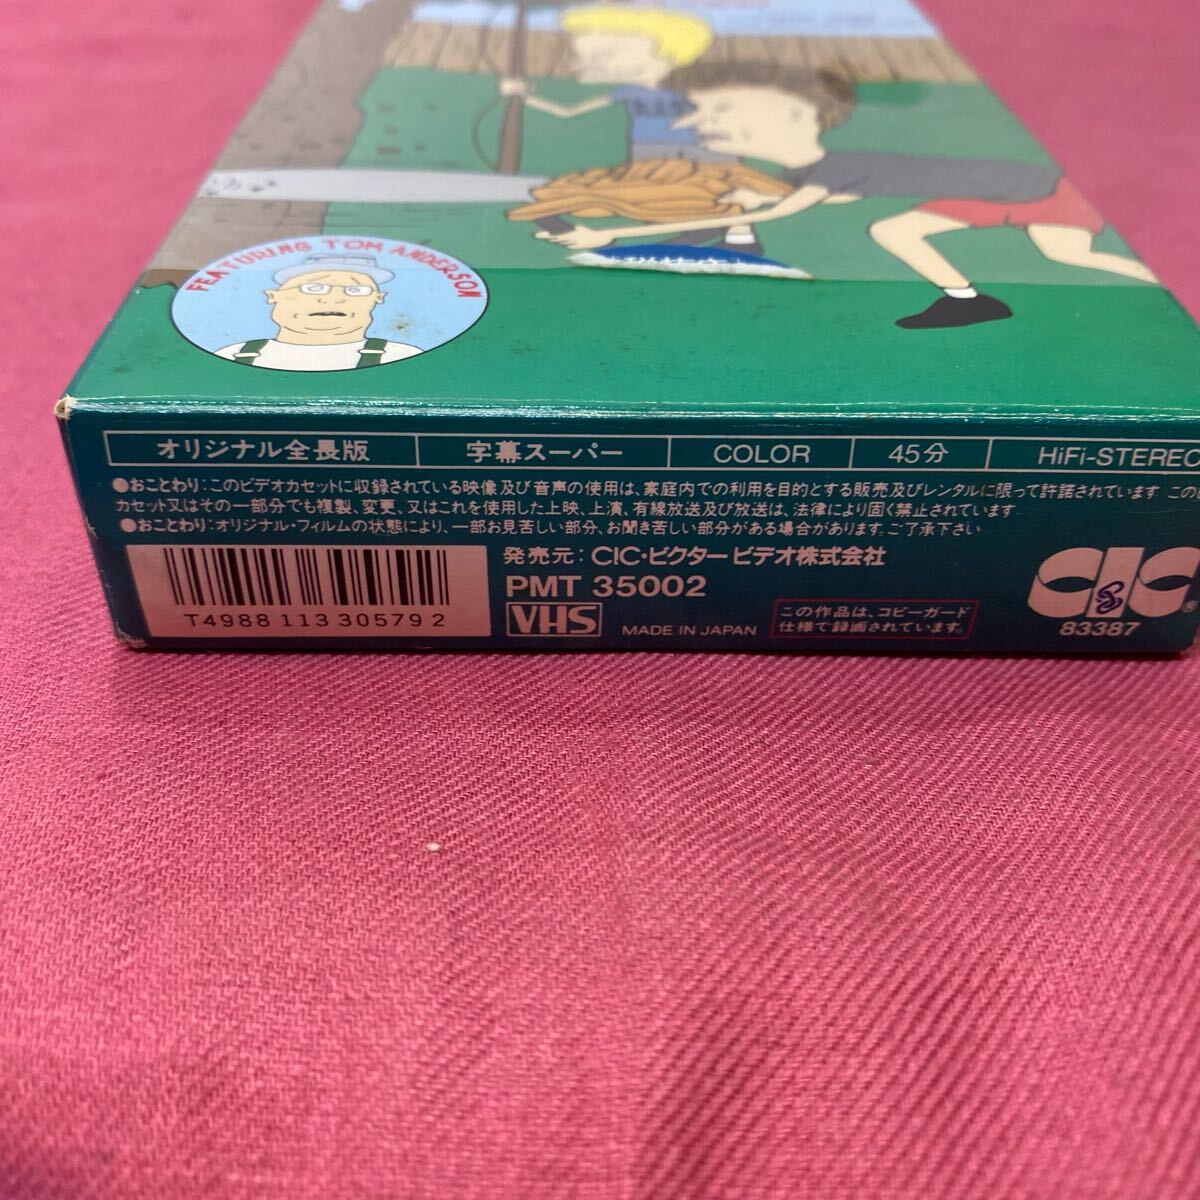 FEATURING TOM ANDERSON
オリジナル全長版
字幕スーパー
COLOR
45分
HiFi-STEREO
●おことわり:このビデオカセットに収録されている映像及び音声の使用は、家庭内での利用を目的とする販売及びレンタルに限って許諾されています この
カセット又はその一部分でも複製、変更、又はこれを使用した上映、上演、有線放送及び放送は、法律により固く禁止されています
●おことわり:オリジナル・フィルムの状態により、一部お見苦しい部分、お聞き苦しい部分がある場合があります。ご了承下さい
T4988 113 30579 2
発売元:CIC・ビクター ビデオ株式会社
PMT 35002
VHS
MADE IN JAPAN
この作品は、コピーガード
仕様で録画されています。
CIC
®
83387